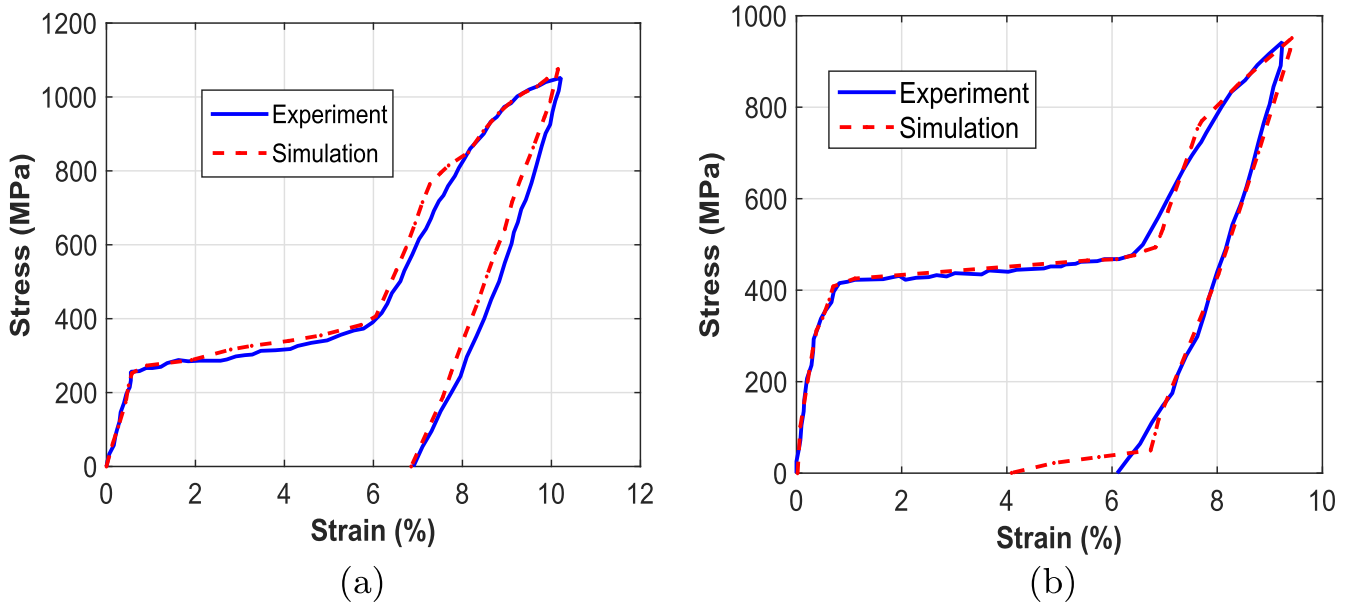 1200
1000
800
600
400
200
0
0 2 4 6 8 10 12
Stress (MPa)
Strain (%)
Experiment
Simulation
(a)
1000
800
600
400
200
0
0 2 4 6 8 10
Stress (MPa)
Strain (%)
Experiment
Simulation
(b)